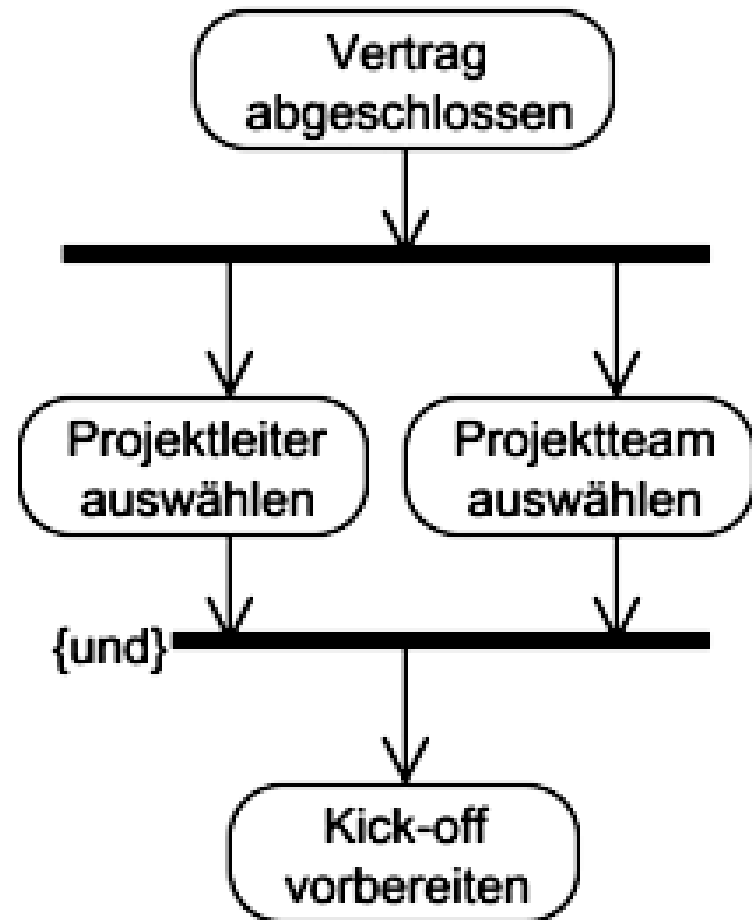 Vertrag
abgeschlossen
Projektleiter
auswählen
Projektteam
auswählen
{und}
Kick-off
vorbereiten